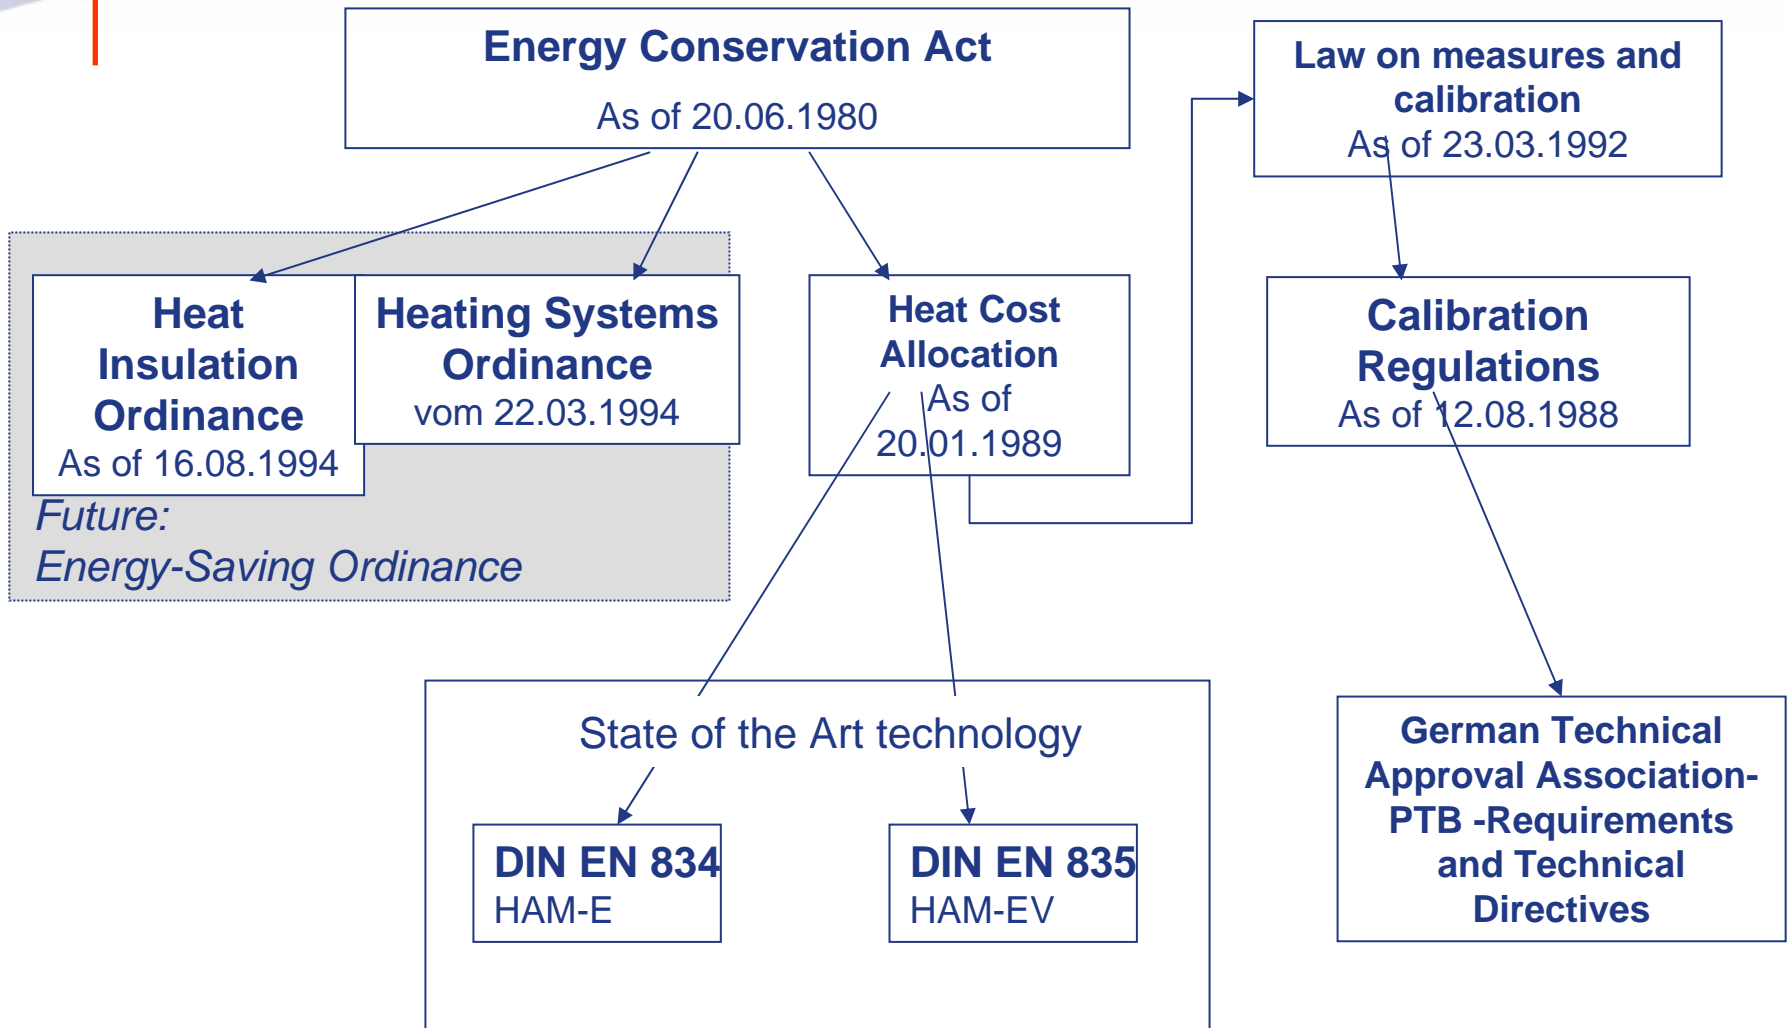 Energy Conservation Act
As of 20.06.1980
Law on measures and
calibration
As of 23.03.1992
Heat
Insulation
Ordinance
As of 16.08.1994
Heating Systems
Ordinance
vom 22.03.1994
Heat Cost
Allocation
As of
20.01.1989
Calibration
Regulations
As of 12.08.1988
Future:
Energy-Saving Ordinance
State of the Art technology
DIN EN 834
HAM-E
DIN EN 835
HAM-EV
German Technical
Approval Association-
PTB -Requirements
and Technical
Directives